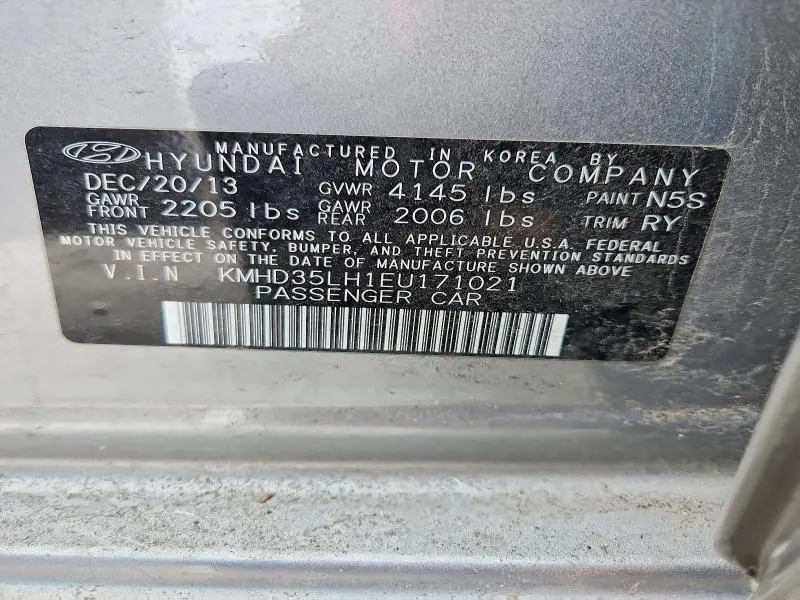 MANUFACTURED IN KOREA BY
HYUNDAI MOTOR COMPANY
DEC/20/13 GVWR 4145 lbs PAINT N5S
GAWR FRONT 2205 lbs GAWR REAR 2006 lbs TRIM RY
THIS VEHICLE CONFORMS TO ALL APPLICABLE U.S.A. FEDERAL
MOTOR VEHICLE SAFETY, BUMPER, AND THEFT PREVENTION STANDARDS
IN EFFECT ON THE DATE OF MANUFACTURE SHOWN ABOVE
V.I.N KMHD35LH1EU171021
PASSENGER CAR